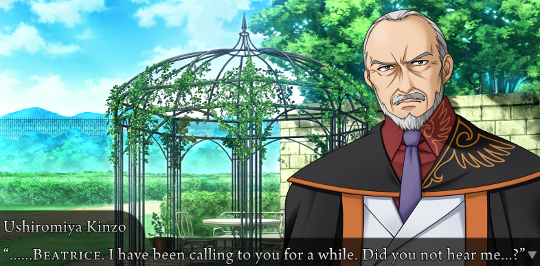 Ushiromiya Kinzo
“......BEATRICE. I have been calling to you for a while. Did you not hear me...?”